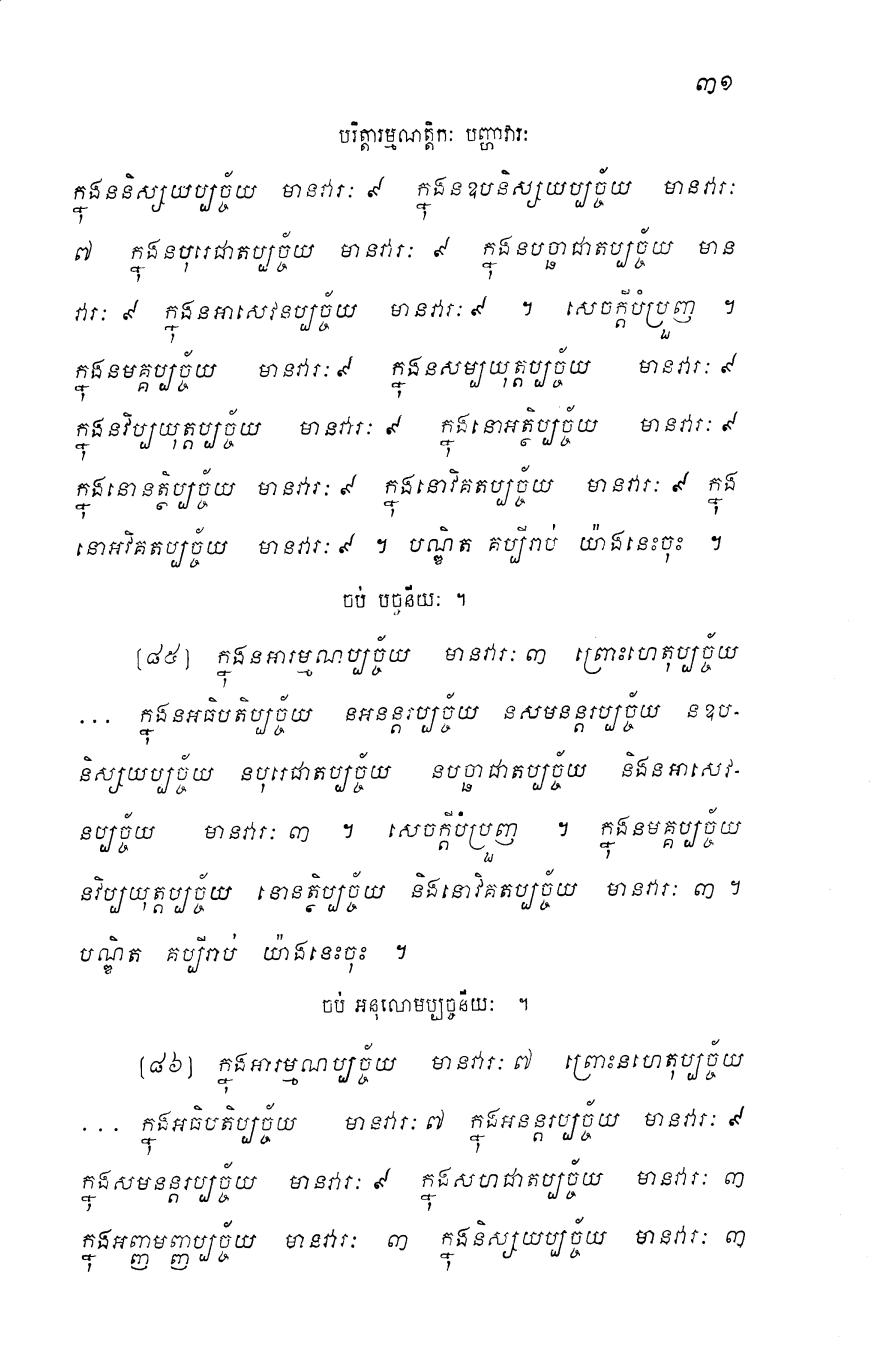 ៣១
បរិត្តារម្មណត្តិកៈ បញ្ហាវារៈ
ក្នុងននិស្សយប្បច្ច័យ មានវារៈ ៩ ក្នុងនឧបនិស្សយប្បច្ច័យ មានវារៈ
៧ ក្នុងនបុរេជាតប្បច្ច័យ មានវារៈ ៩ ក្នុងនបច្ឆាជាតប្បច្ច័យ មាន
វារៈ ៩ ក្នុងនអាសេវនប្បច្ច័យ មានវារៈ ៩ ។ សេចក្តីបំប្រួញ ។
ក្នុងនមគ្គប្បច្ច័យ មានវារៈ ៩ ក្នុងនសម្បយុត្តប្បច្ច័យ មានវារៈ ៩
ក្នុងនវិប្បយុត្តប្បច្ច័យ មានវារៈ ៩ ក្នុងនោអត្ថិប្បច្ច័យ មានវារៈ ៩
ក្នុងនោនត្ថិប្បច្ច័យ មានវារៈ ៩ ក្នុងនោវិគតប្បច្ច័យ មានវារៈ ៩ ក្នុង
នោអវិគតប្បច្ច័យ មានវារៈ ៩ ។ បណ្ឌិត គប្បីរាប់ យ៉ាងនេះចុះ ។
ចប់ បច្ចនីយៈ ។
(៨៥) ក្នុងនអារម្មណប្បច្ច័យ មានវារៈ ៣ ព្រោះហេតុប្បច្ច័យ
... ក្នុងនអធិបតិប្បច្ច័យ នអនន្តរប្បច្ច័យ នសមនន្តរប្បច្ច័យ នឧប-
និស្សយប្បច្ច័យ នបុរេជាតប្បច្ច័យ នបច្ឆាជាតប្បច្ច័យ និងនអាសេវ-
នប្បច្ច័យ មានវារៈ ៣ ។ សេចក្តីបំប្រួញ ។ ក្នុងនមគ្គប្បច្ច័យ
នវិប្បយុត្តប្បច្ច័យ នោនត្ថិប្បច្ច័យ និងនោវិគតប្បច្ច័យ មានវារៈ ៣ ។
បណ្ឌិត គប្បីរាប់ យ៉ាងនេះចុះ ។
ចប់ អនុលោមប្បច្ចនីយៈ ។
(៨៦) ក្នុងអារម្មណប្បច្ច័យ មានវារៈ ៧ ព្រោះនហេតុប្បច្ច័យ
... ក្នុងអធិបតិប្បច្ច័យ មានវារៈ ៧ ក្នុងអនន្តរប្បច្ច័យ មានវារៈ ៩
ក្នុងសមនន្តរប្បច្ច័យ មានវារៈ ៩ ក្នុងសហជាតប្បច្ច័យ មានវារៈ ៣
ក្នុងអញ្ញមញ្ញប្បច្ច័យ មានវារៈ ៣ ក្នុងនិស្សយប្បច្ច័យ មានវារៈ ៣